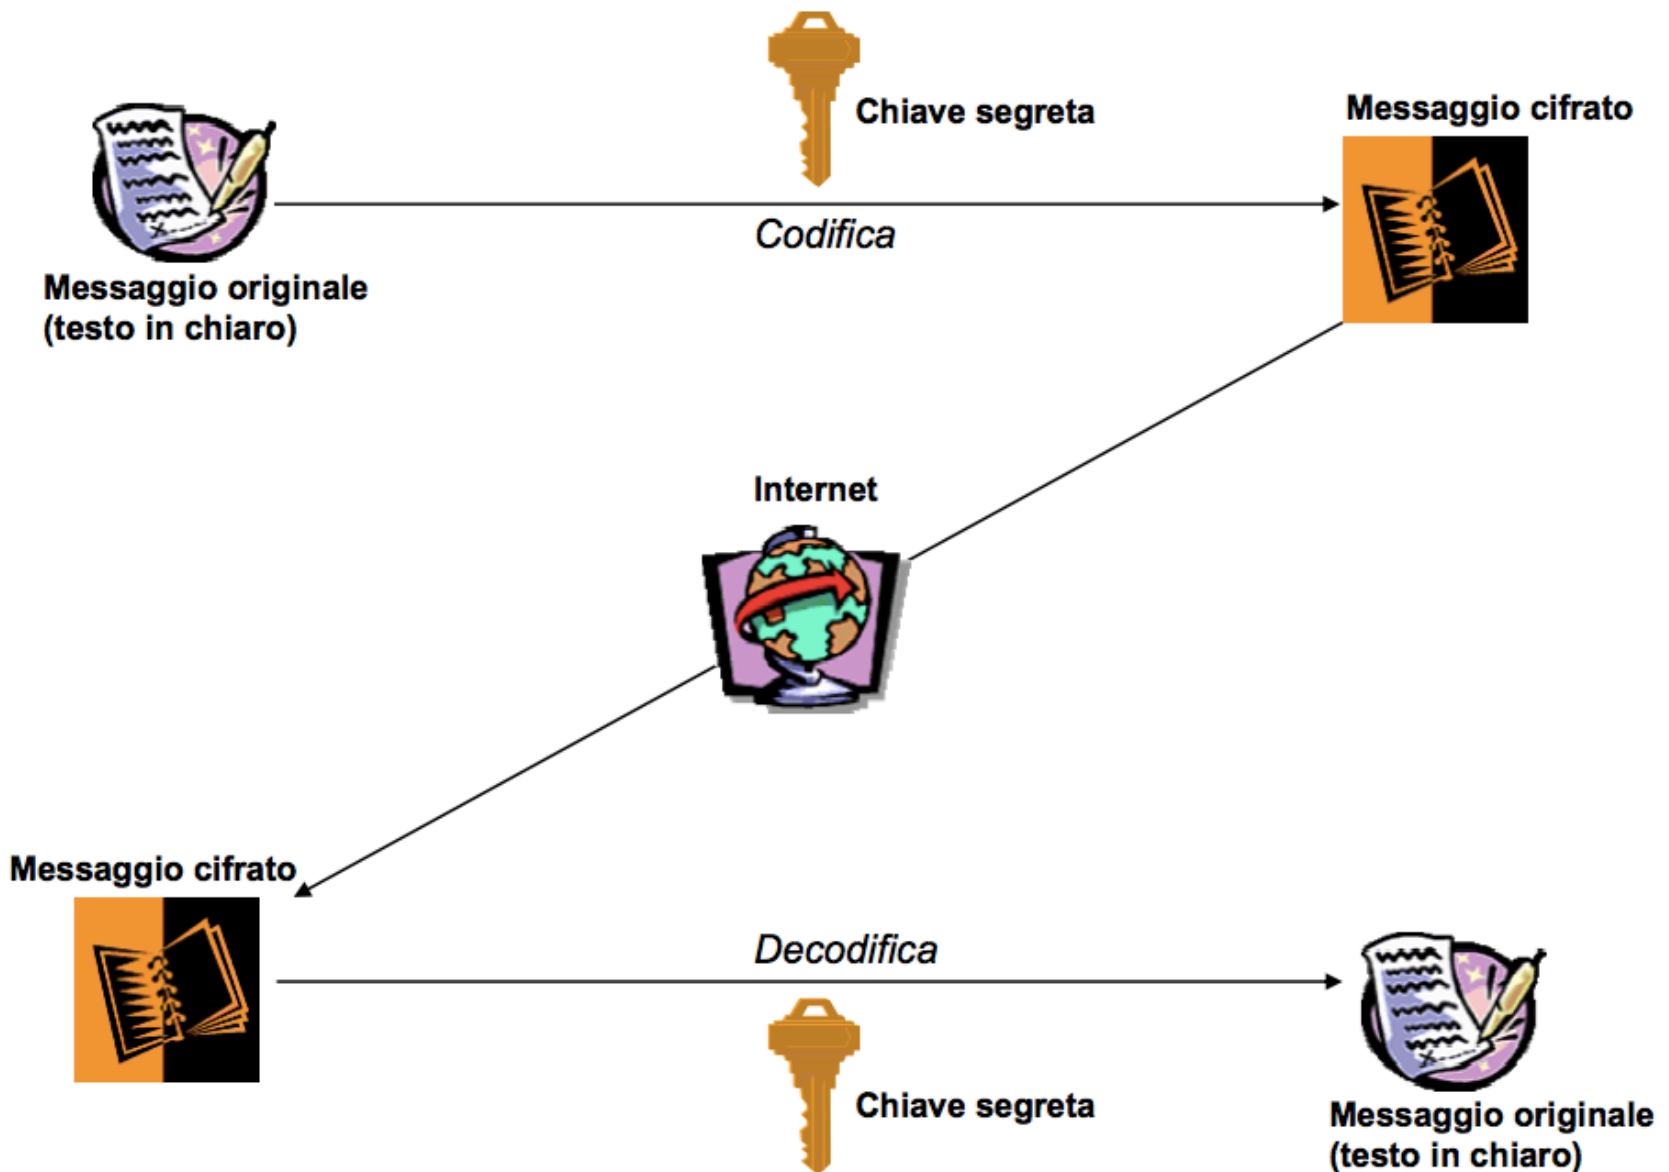 Chiave segreta
Messaggio cifrato
Codifica
Messaggio originale
(testo in chiaro)
Internet
Messaggio cifrato
Decodifica
Chiave segreta
Messaggio originale
(testo in chiaro)